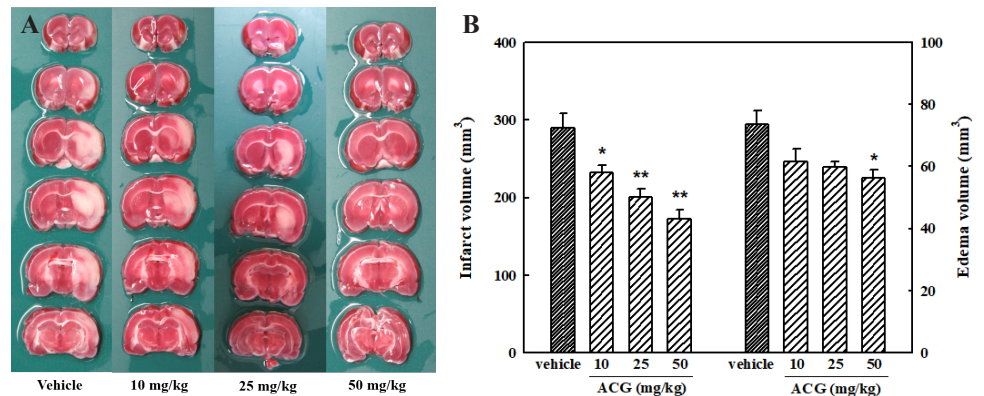 A
Vehicle 10 mg/kg 25 mg/kg 50 mg/kg
B
400
300
200
100
0
Infarct volume (mm³)
*
**
**
*
100
80
60
40
20
0
Edema volume (mm³)
vehicle 10 25 50 vehicle 10 25 50
ACG (mg/kg) ACG (mg/kg)